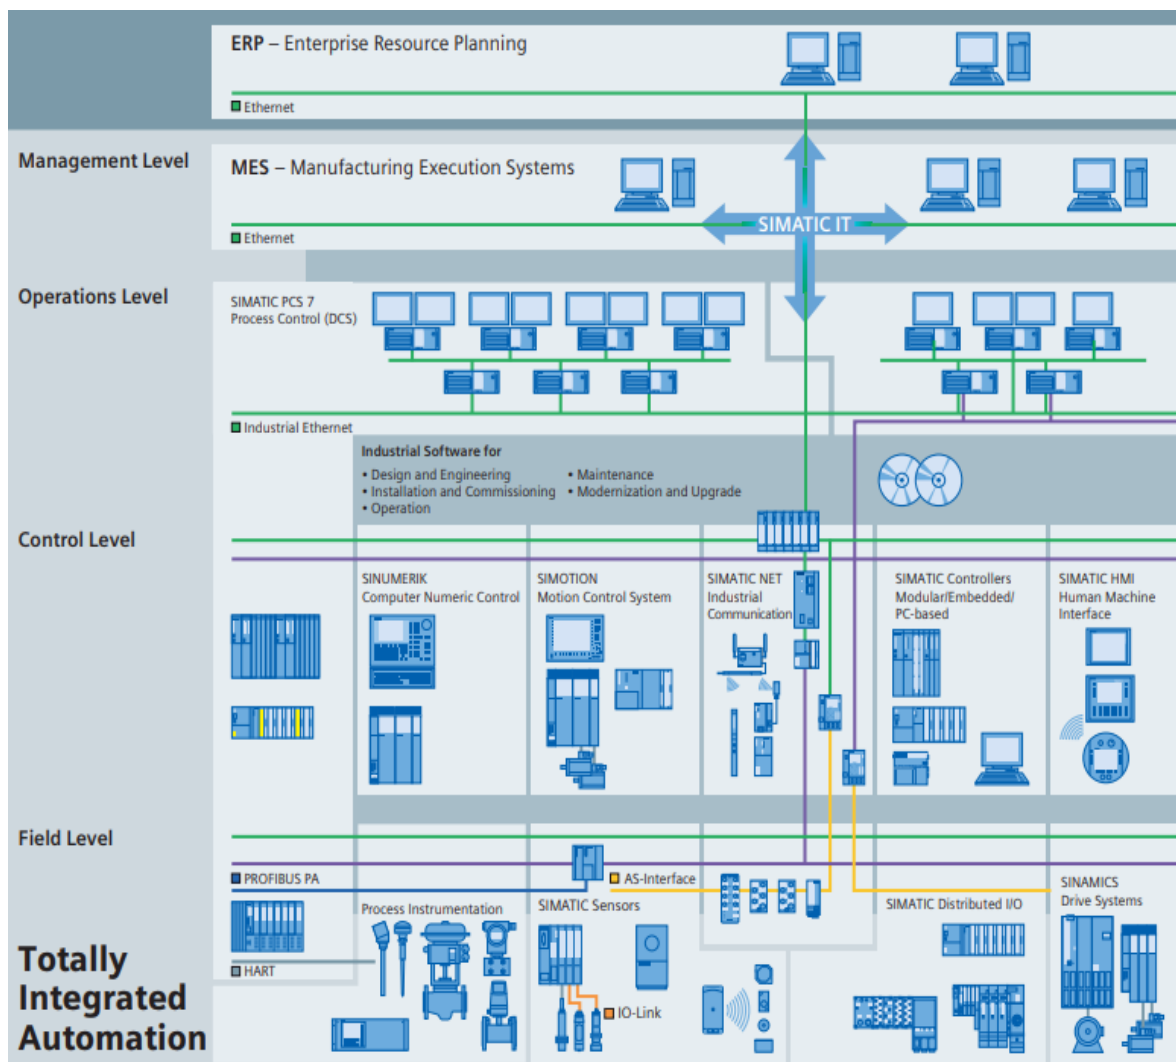 ERP – Enterprise Resource Planning
Ethernet
Management Level
MES – Manufacturing Execution Systems
SIMATIC IT
Ethernet
Operations Level
SIMATIC PCS 7
Process Control (DCS)
Industrial Ethernet
Industrial Software for
• Design and Engineering
• Installation and Commissioning
• Operation
• Maintenance
• Modernization and Upgrade
Control Level
SINUMERIK
Computer Numeric Control
SIMOTION
Motion Control System
SIMATIC NET
Industrial
Communication
SIMATIC Controllers
Modular/Embedded/
PC-based
SIMATIC HMI
Human Machine
Interface
Field Level
PROFIBUS PA
AS-Interface
Process Instrumentation
SIMATIC Sensors
SIMATIC Distributed I/O
SINAMICS
Drive Systems
HART
IO-Link
Totally
Integrated
Automation